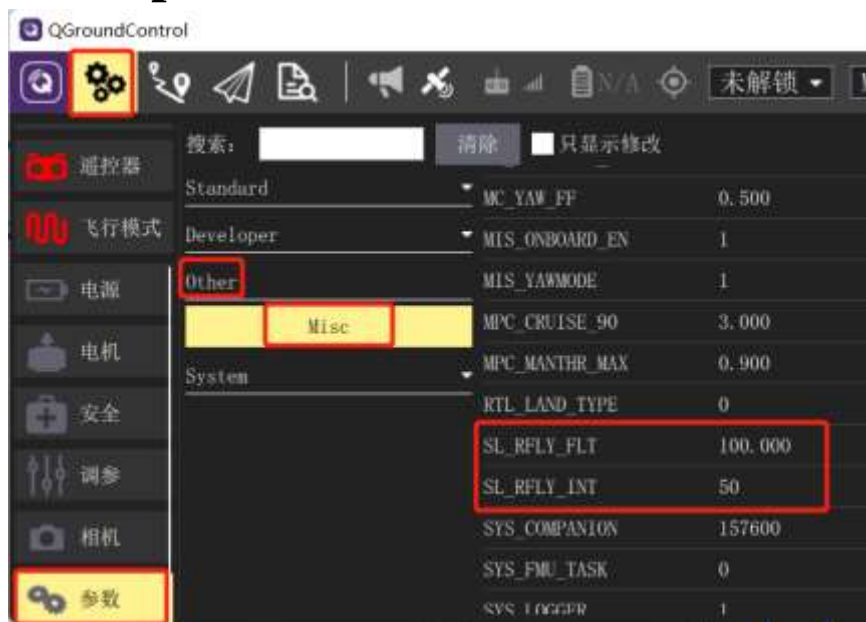 QGroundControl
N/A 未解锁
搜索： 清除 只显示修改
遥控器
飞行模式
电源
电机
安全
调参
相机
参数
Standard
Developer
Other
Misc
System
MC_YAW_FF 0.500
MIS_ONBOARD_EN 1
MIS_YAWMODE 1
MPC_CRUISE_90 3.000
MPC_MANTHR_MAX 0.900
RTL_LAND_TYPE 0
SL_RFLY_FLT 100.000
SL_RFLY_INT 50
SYS_COMPANION 157600
SYS_FMU_TASK 0
SYS_LOGGER 1